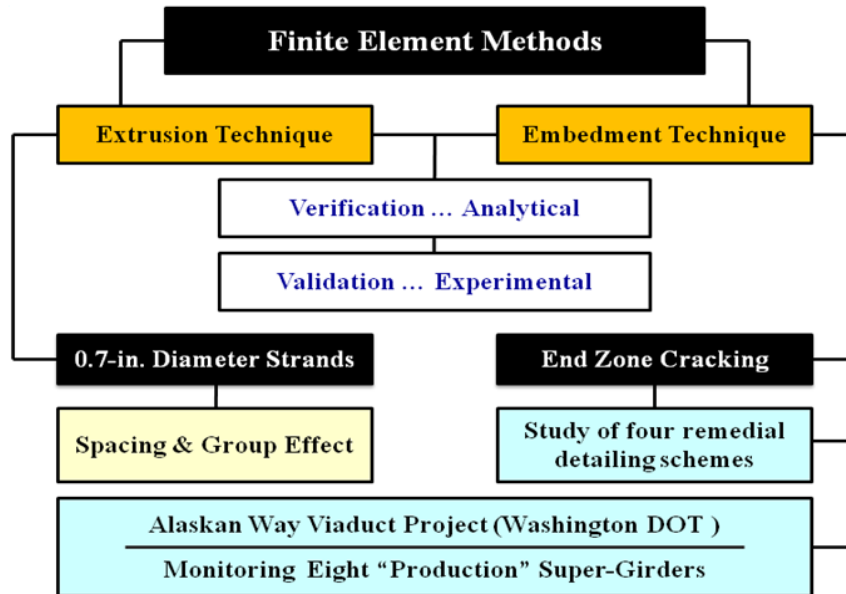 Finite Element Methods
Extrusion Technique
Embedment Technique
Verification ... Analytical
Validation ... Experimental
0.7-in. Diameter Strands
End Zone Cracking
Spacing & Group Effect
Study of four remedial
detailing schemes
Alaskan Way Viaduct Project (Washington DOT )
Monitoring Eight “Production” Super-Girders